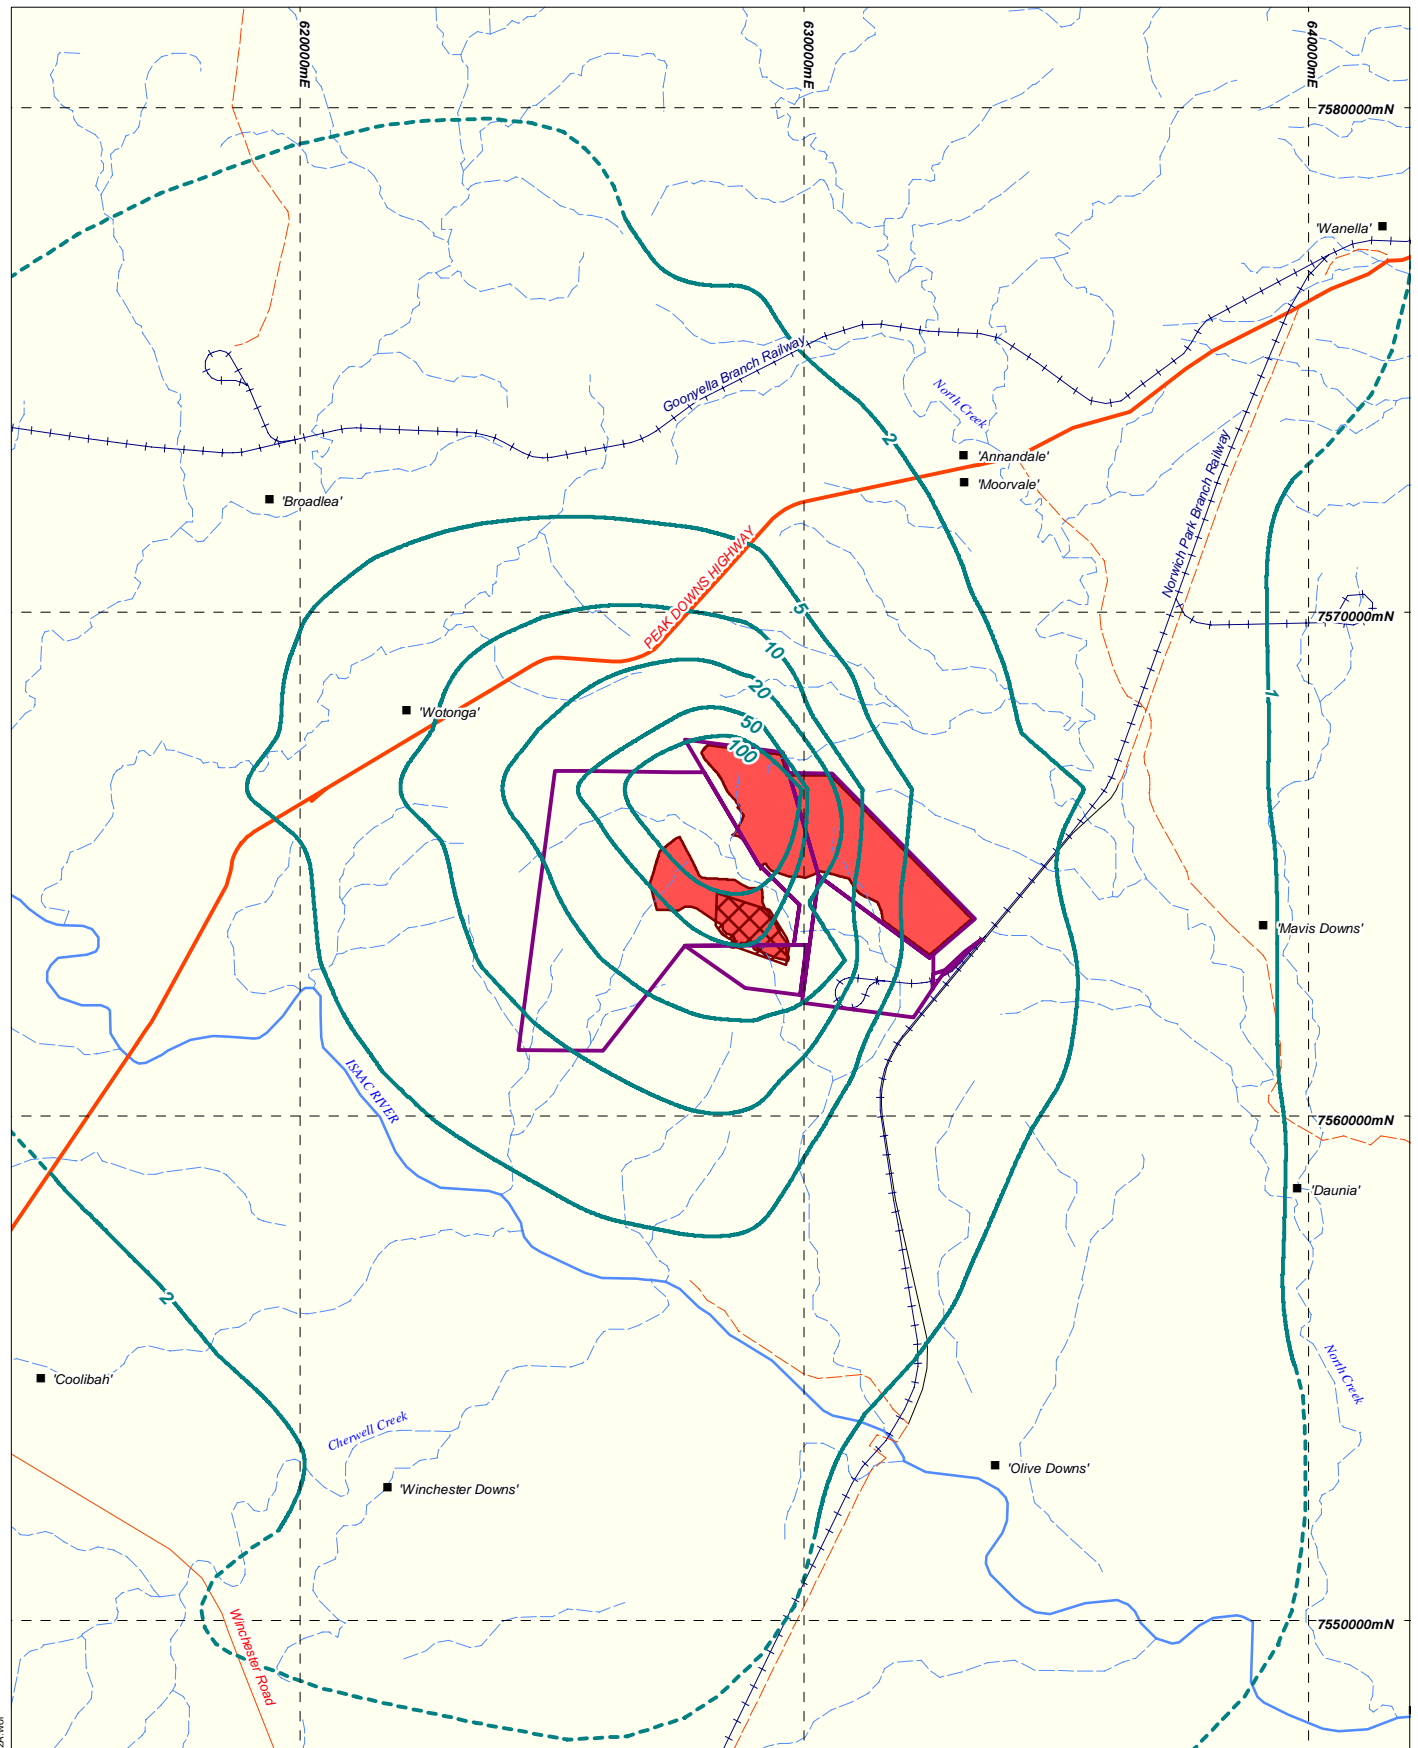 620000mE
630000mE
640000mE
7580000mN
'Wanella'
Goonyella Branch Railway
North Creek
2
'Annandale'
'Moorvale'
'Broadlea'
Norwich Park Branch Railway
PEAK DOWNS HIGHWAY
5
7570000mN
10
20
1
'Wotonga'
50
100
'Mavis Downs'
ISAAC RIVER
7560000mN
'Daunia'
2
North Creek
'Coolibah'
Cherwell Creek
'Olive Downs'
'Winchester Downs'
Winchester Road
7550000mN